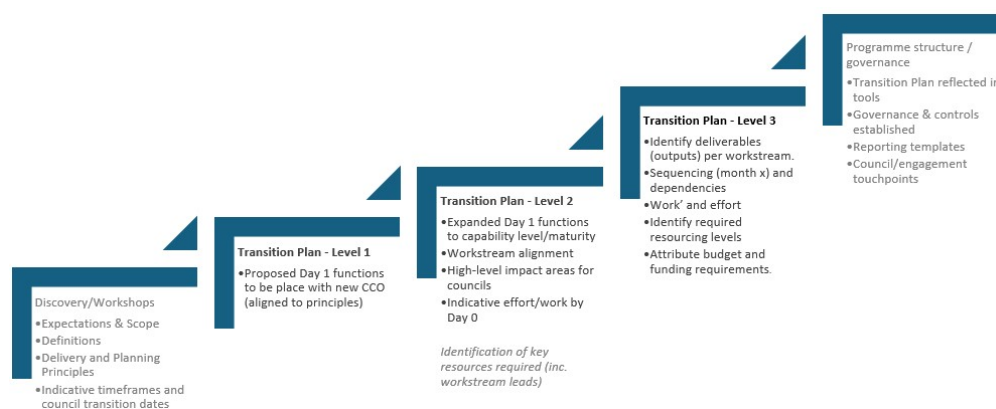 Discovery/Workshops
•Expectations & Scope
•Definitions
•Delivery and Planning
Principles
•Indicative timeframes and
council transition dates
Transition Plan - Level 1
•Proposed Day 1 functions
to be place with new CCO
(aligned to principles)
Transition Plan - Level 2
•Expanded Day 1 functions
to capability level/maturity
•Workstream alignment
•High-level impact areas for
councils
•Indicative effort/work by
Day 0
Identification of key
resources required (inc.
workstream leads)
Transition Plan - Level 3
•Identify deliverables
(outputs) per workstream.
•Sequencing (month x) and
dependencies
•Work’ and effort
•Identify required
resourcing levels
•Attribute budget and
funding requirements.
Programme structure /
governance
•Transition Plan reflected in
tools
•Governance & controls
established
•Reporting templates
•Council/engagement
touchpoints